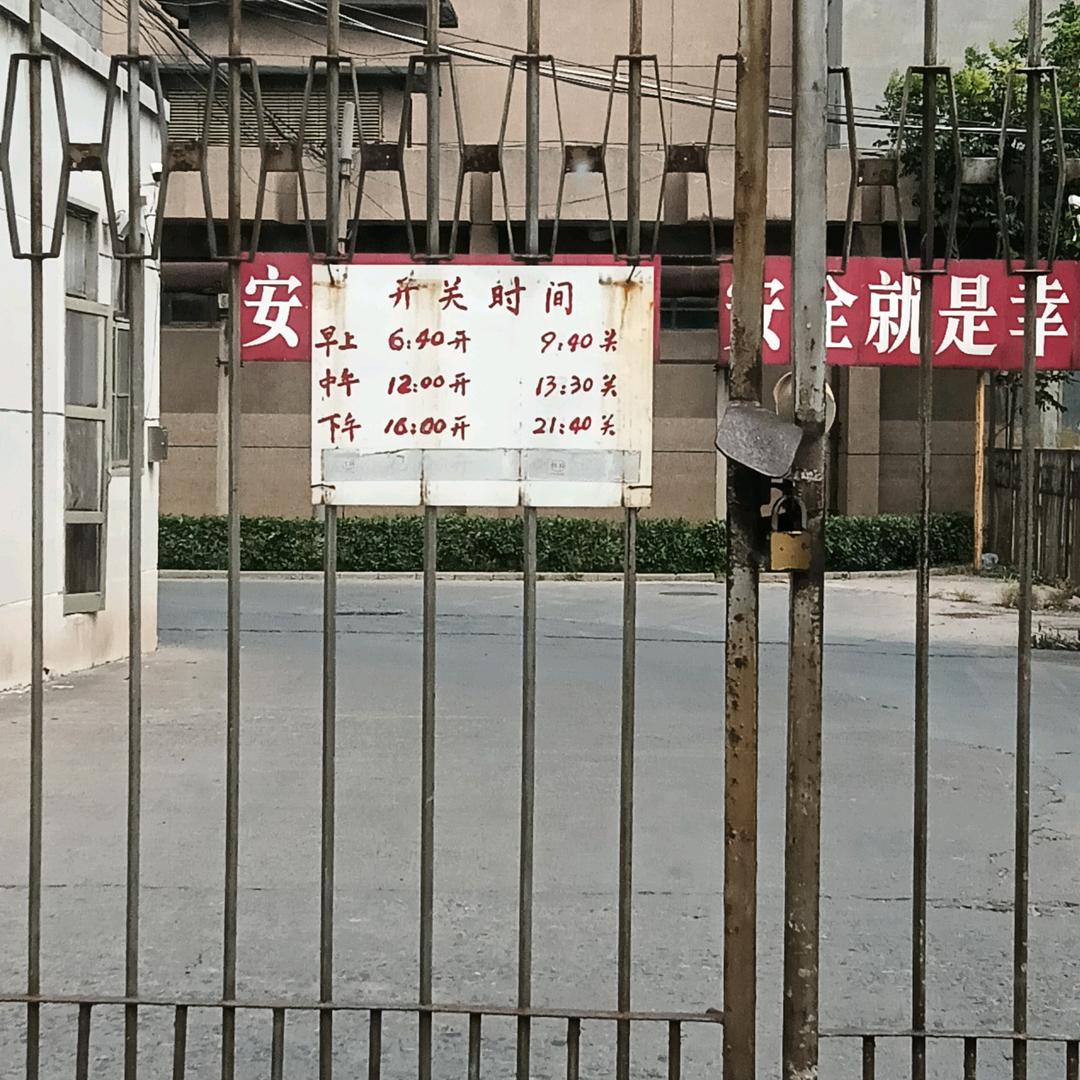 开关时间
早上 6:40开 9:40关
中午 12:00开 13:30关
下午 16:00开 21:40关
安
安全就是幸